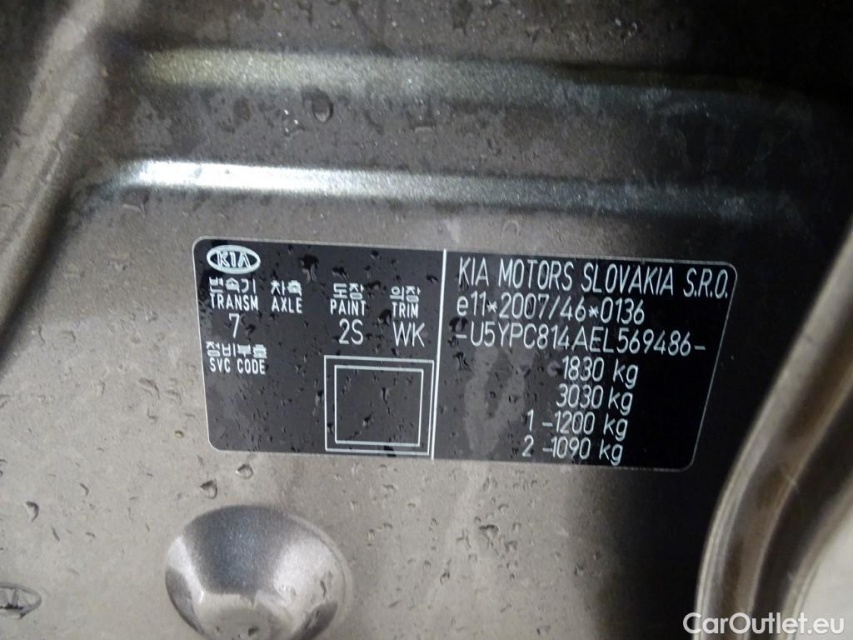 KIA
변속기 차축 도장 의장
TRANSM AXLE PAINT TRIM
7 2S WK
정비부호
SVC CODE
KIA MOTORS SLOVAKIA S.R.O.
e11*2007/46*0136
-U5YPC814AEL569486-
1830 kg
3030 kg
1 -1200 kg
2 -1090 kg
CarOutlet.eu